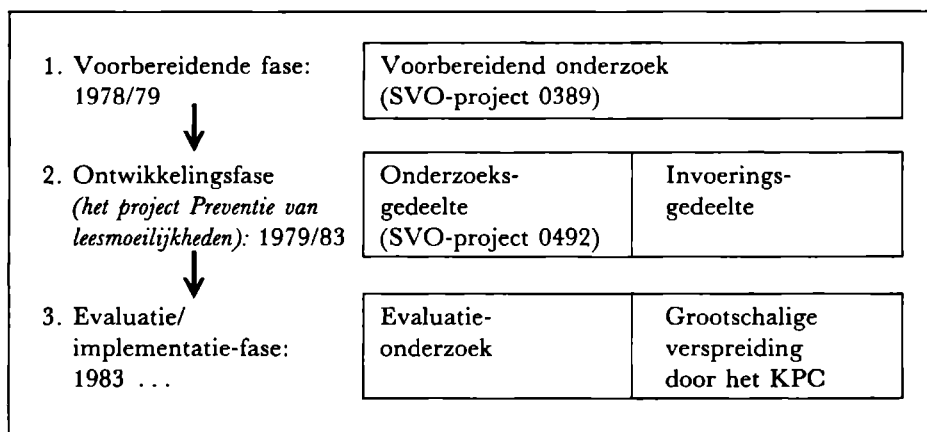 1. Voorbereidende fase:
1978/79
Voorbereidend onderzoek
(SVO-project 0389)
2. Ontwikkelingsfase
(het project Preventie van
leesmoeilijkheden): 1979/83
Onderzoeks-
gedeelte
(SVO-project 0492)
Invoerings-
gedeelte
3. Evaluatie/
implementatie-fase:
1983 ...
Evaluatie-
onderzoek
Grootschalige
verspreiding
door het KPC